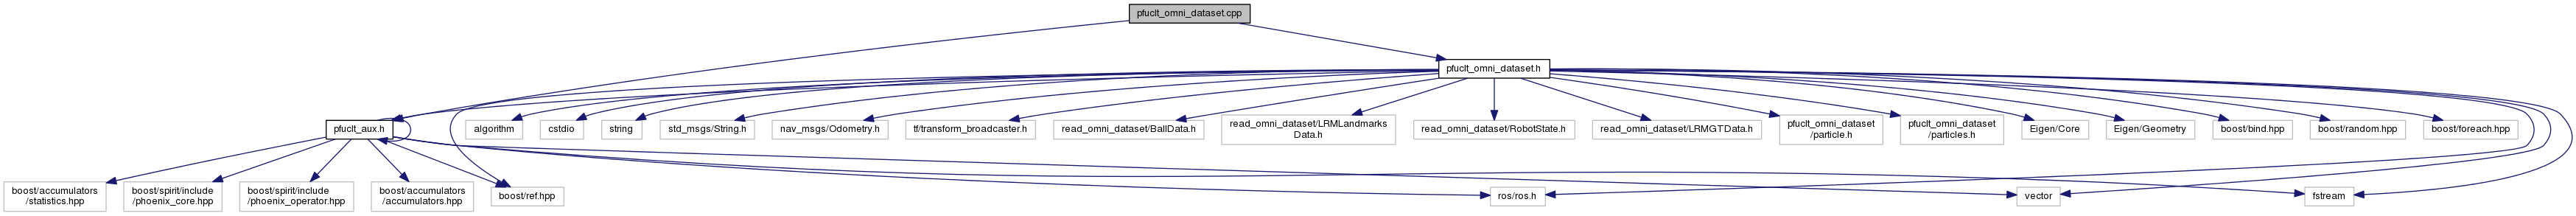 pfuclt_omni_dataset.cpp
pfuclt_omni_dataset.h
pfuclt_aux.h
algorithm
cstdio
string
std_msgs/String.h
nav_msgs/Odometry.h
tf/transform_broadcaster.h
read_omni_dataset/BallData.h
read_omni_dataset/LRMLandmarks
Data.h
read_omni_dataset/RobotState.h
read_omni_dataset/LRMGTData.h
pfuclt_omni_dataset
/particle.h
pfuclt_omni_dataset
/particles.h
Eigen/Core
Eigen/Geometry
boost/bind.hpp
boost/random.hpp
boost/foreach.hpp
boost/accumulators
/statistics.hpp
boost/spirit/include
/phoenix_core.hpp
boost/spirit/include
/phoenix_operator.hpp
boost/accumulators
/accumulators.hpp
boost/ref.hpp
ros/ros.h
vector
fstream